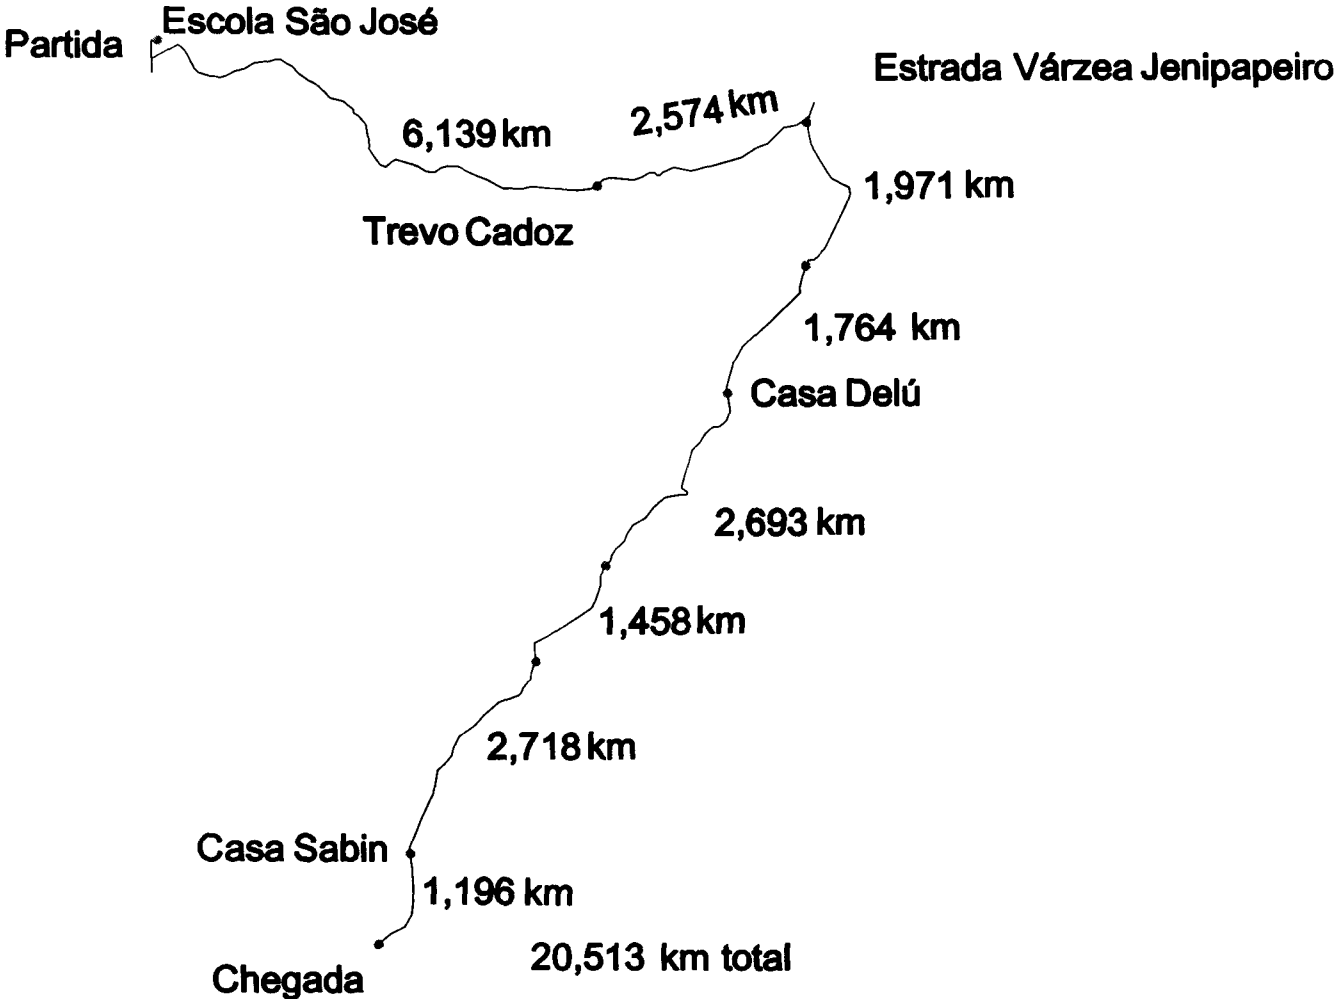 Escola São José
Partida
Estrada Várzea Jenipapeiro
2,574 km
6,139 km
1,971 km
Trevo Cadoz
1,764 km
Casa Delú
2,693 km
1,458 km
2,718 km
Casa Sabin
1,196 km
20,513 km total
Chegada